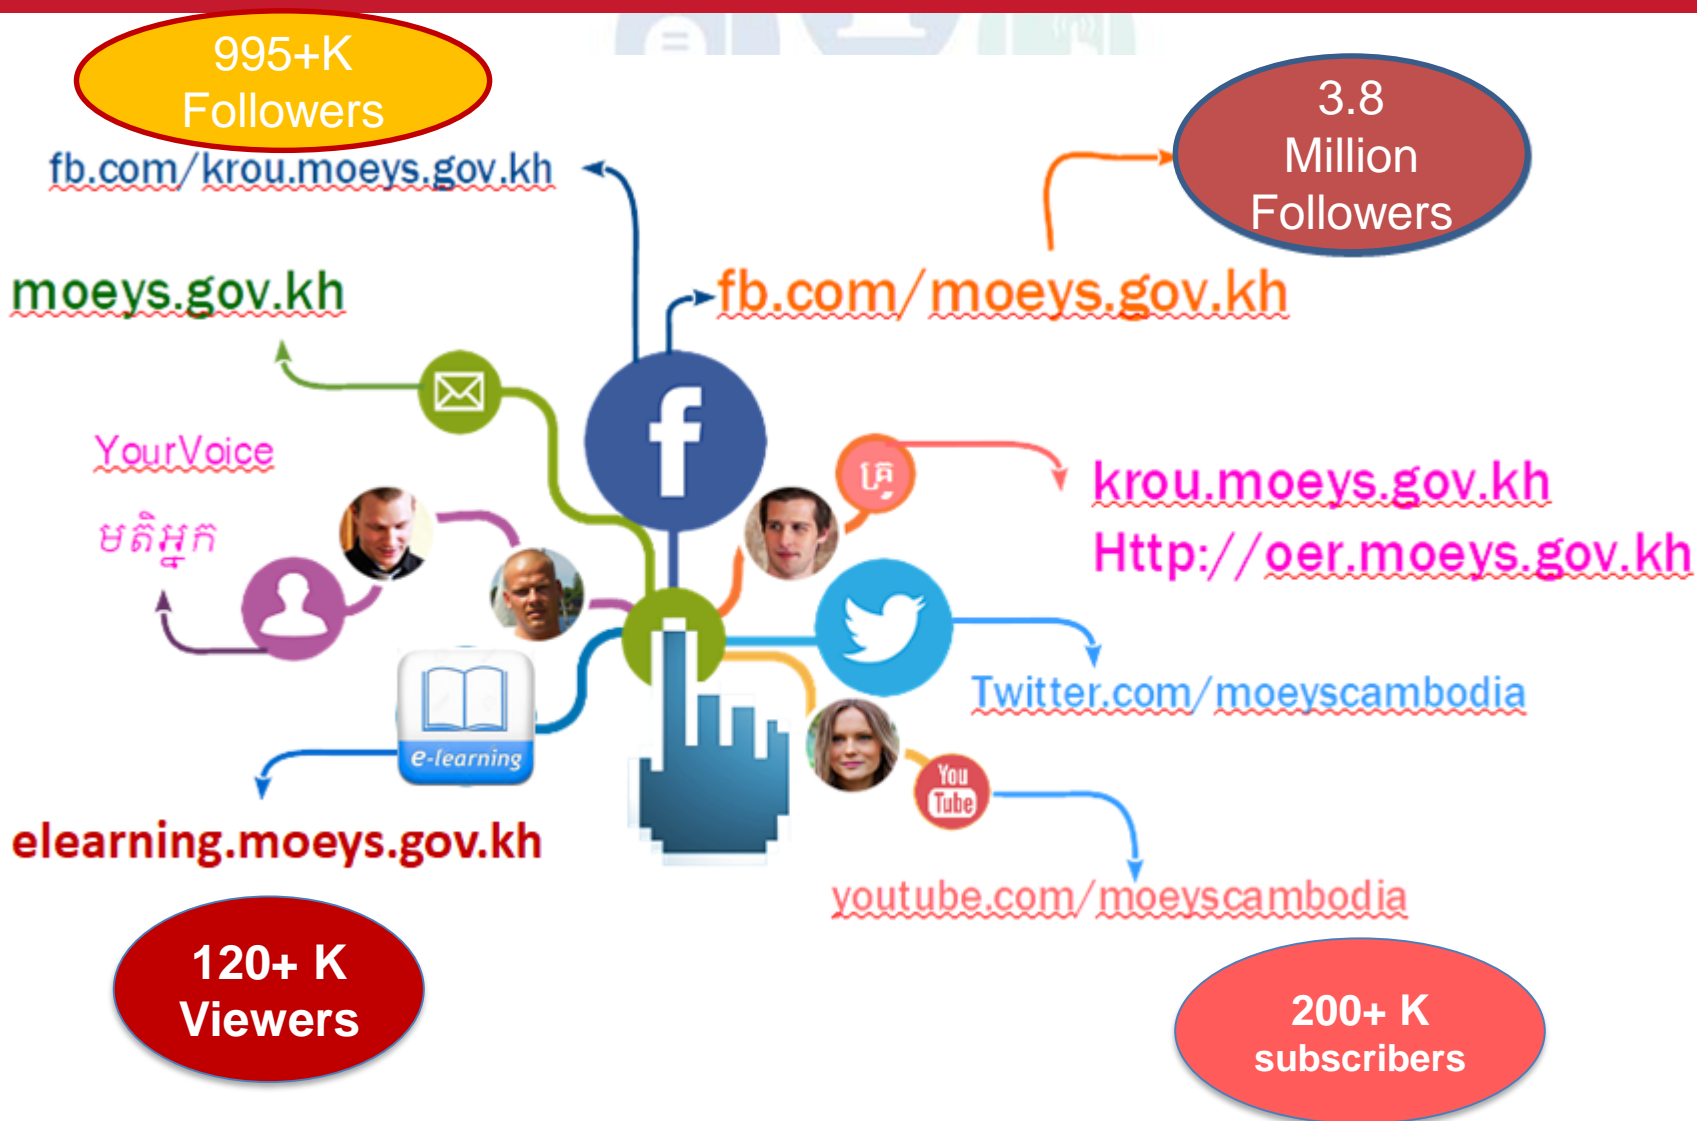 995+K
Followers
3.8
Million
Followers
fb.com/krou.moeys.gov.kh
moeys.gov.kh
fb.com/moeys.gov.kh
YourVoice
មតិអ្នក
គ្រូ
krou.moeys.gov.kh
Http://oer.moeys.gov.kh
Twitter.com/moeyscambodia
e-learning
You
Tube
elearning.moeys.gov.kh
youtube.com/moeyscambodia
120+ K
Viewers
200+ K
subscribers